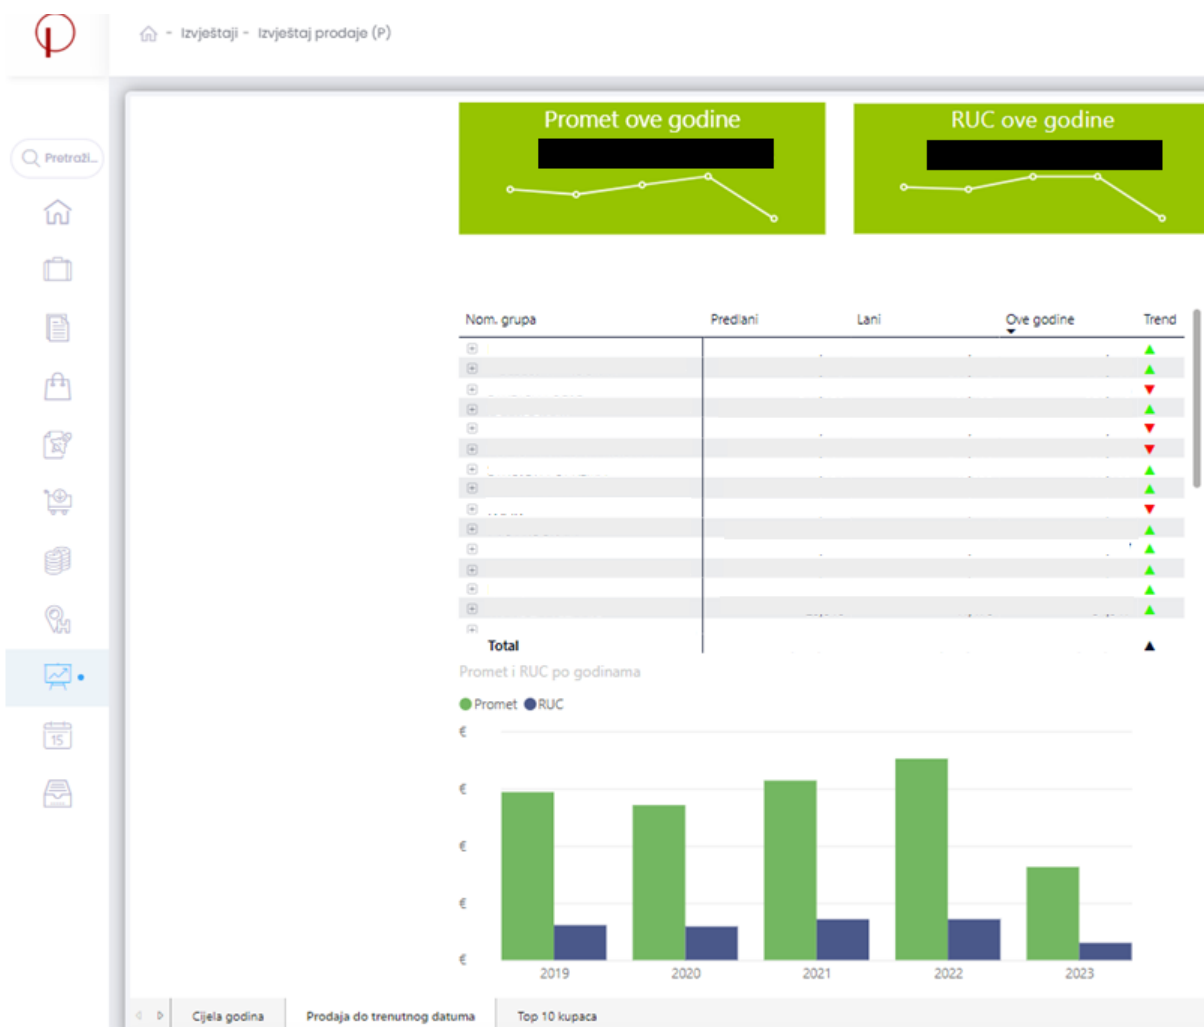 Izvještaji - Izvještaj prodaje (P)
Pretraži...
Promet ove godine
RUC ove godine
Nom. grupa Predlani Lani Ove godine Trend
Total
Promet i RUC po godinama
Promet RUC
€
€
€
€
€
2019 2020 2021 2022 2023
15
Cijela godina Prodaja do trenutnog datuma Top 10 kupaca